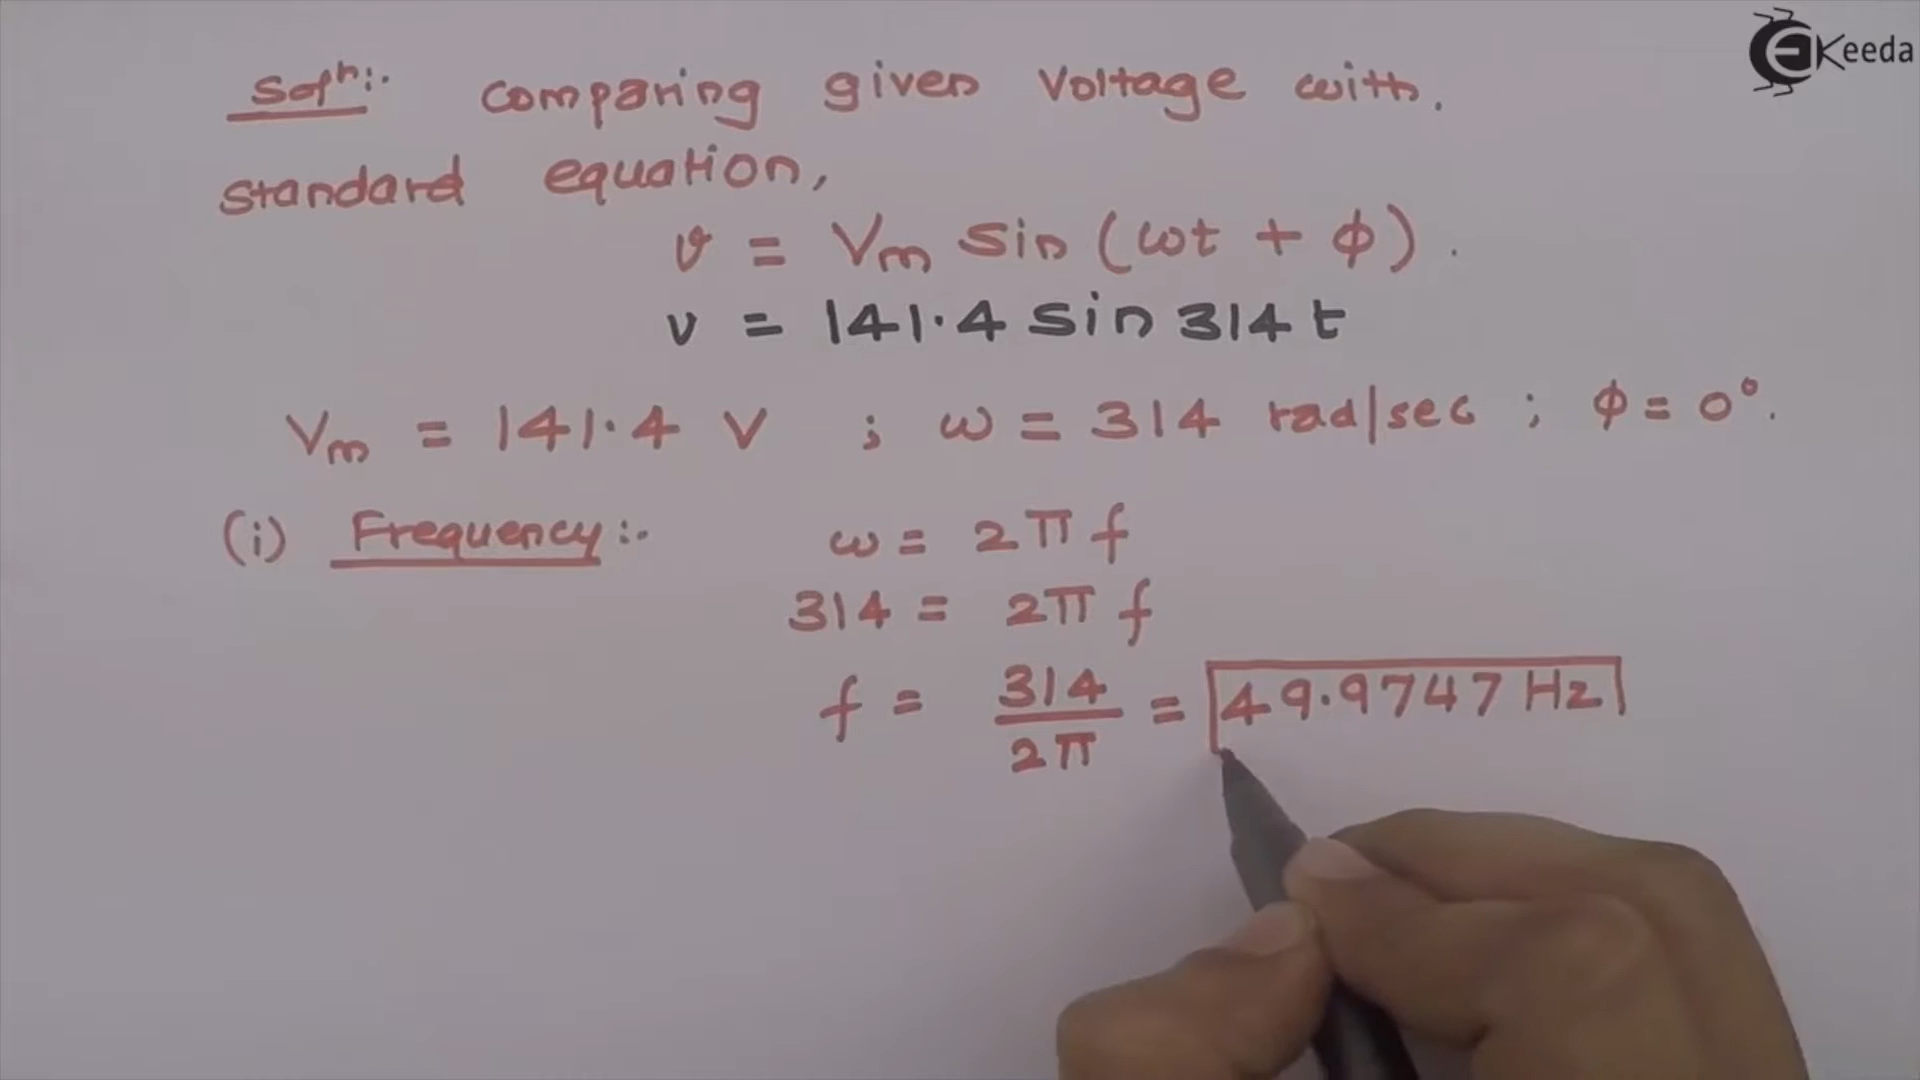 Solⁿ:- Comparing given Voltage with.
standard equation,
v = Vm Sin (ωt + ϕ).
v = 141.4 sin 314 t
Vm = 141.4 V ; ω = 314 rad/sec ; ϕ = 0°.
(i) Frequency:- ω = 2π f
314 = 2π f
f = 314/2π = 49.9747 Hz
EKeeda